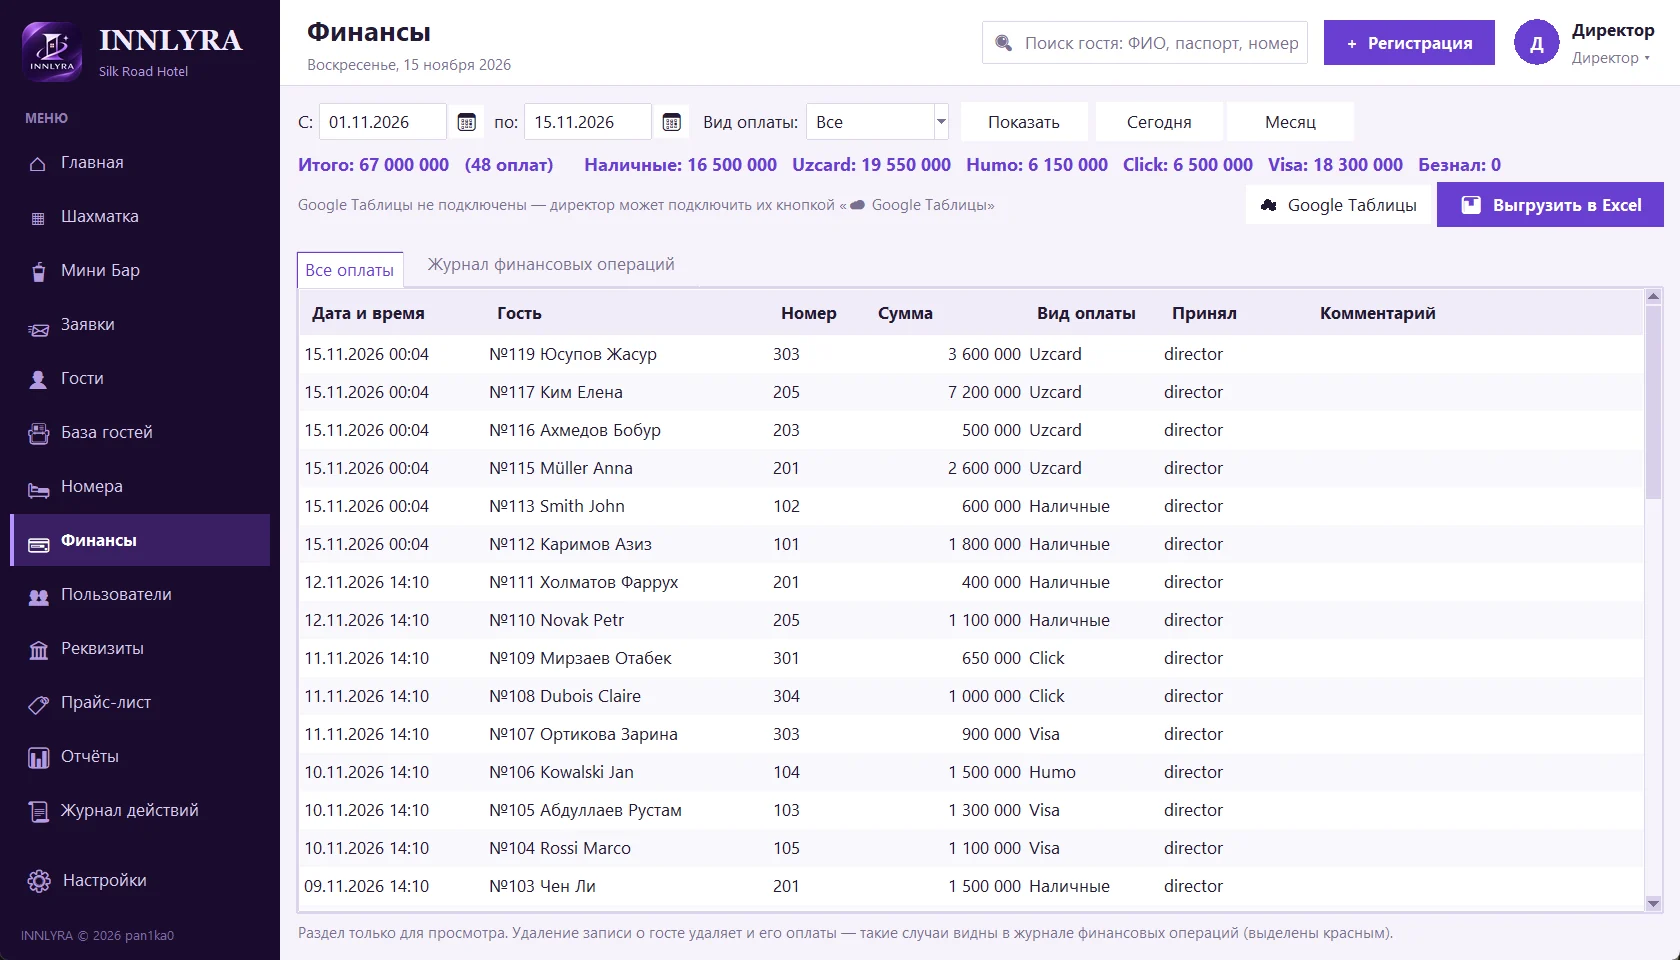 INNLYRA
INNLYRA
Silk Road Hotel
МЕНЮ
Главная
Шахматка
Мини Бар
Заявки
Гости
База гостей
Номера
Финансы
Пользователи
Реквизиты
Прайс-лист
Отчёты
Журнал действий
Настройки
INNLYRA © 2026 pan1ka0
Финансы
Воскресенье, 15 ноября 2026
Поиск гостя: ФИО, паспорт, номер
+ Регистрация
Д
Директор
Директор ▾
С: 01.11.2026 по: 15.11.2026 Вид оплаты: Все Показать Сегодня Месяц
Итого: 67 000 000 (48 оплат) Наличные: 16 500 000 Uzcard: 19 550 000 Humo: 6 150 000 Click: 6 500 000 Visa: 18 300 000 Безнал: 0
Google Таблицы не подключены — директор может подключить их кнопкой «☁ Google Таблицы»
Google Таблицы
Выгрузить в Excel
Все оплаты Журнал финансовых операций
Дата и время Гость Номер Сумма Вид оплаты Принял Комментарий
15.11.2026 00:04 №119 Юсупов Жасур 303 3 600 000 Uzcard director
15.11.2026 00:04 №117 Ким Елена 205 7 200 000 Uzcard director
15.11.2026 00:04 №116 Ахмедов Бобур 203 500 000 Uzcard director
15.11.2026 00:04 №115 Müller Anna 201 2 600 000 Uzcard director
15.11.2026 00:04 №113 Smith John 102 600 000 Наличные director
15.11.2026 00:04 №112 Каримов Азиз 101 1 800 000 Наличные director
12.11.2026 14:10 №111 Холматов Фаррух 201 400 000 Наличные director
12.11.2026 14:10 №110 Novak Petr 205 1 100 000 Наличные director
11.11.2026 14:10 №109 Мирзаев Отабек 301 650 000 Click director
11.11.2026 14:10 №108 Dubois Claire 304 1 000 000 Click director
11.11.2026 14:10 №107 Ортикова Зарина 303 900 000 Visa director
10.11.2026 14:10 №106 Kowalski Jan 104 1 500 000 Humo director
10.11.2026 14:10 №105 Абдуллаев Рустам 103 1 300 000 Visa director
10.11.2026 14:10 №104 Rossi Marco 105 1 100 000 Visa director
09.11.2026 14:10 №103 Чен Ли 201 1 500 000 Наличные director
Раздел только для просмотра. Удаление записи о госте удаляет и его оплаты — такие случаи видны в журнале финансовых операций (выделены красным).